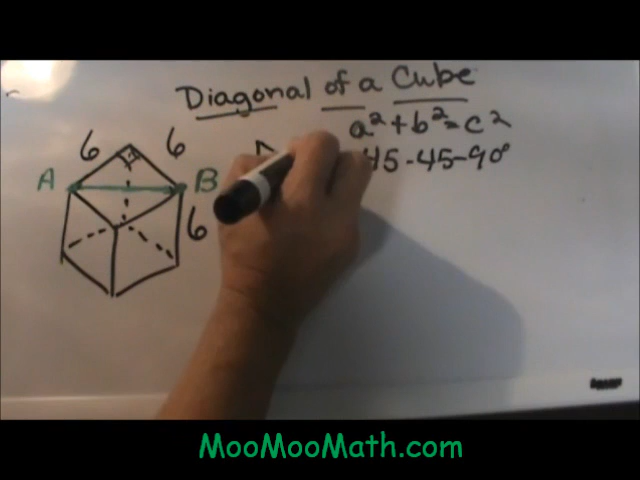 Diagonal of a Cube
a² + b² = c²
45-45-90°
6 6
A B
6
MooMooMath.com